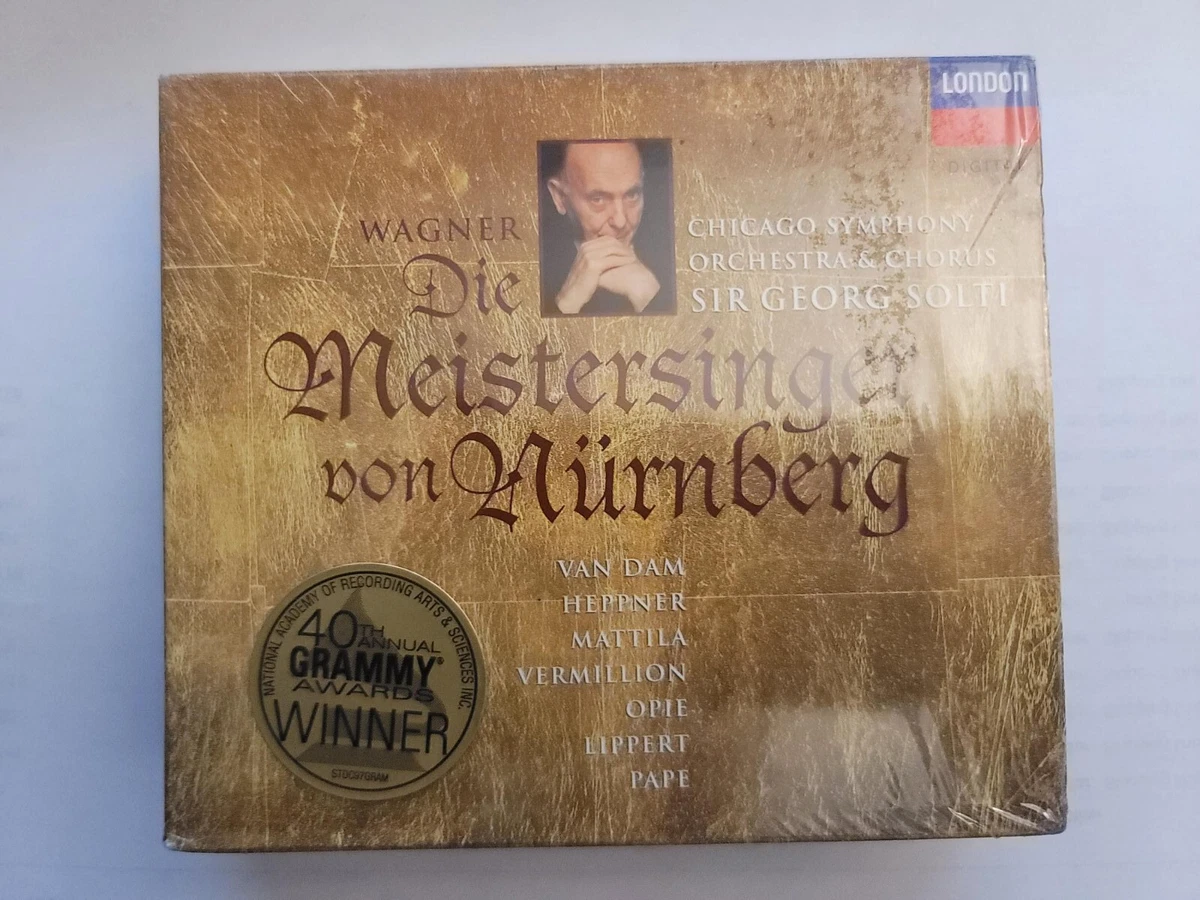 LONDON
DIGITAL
WAGNER
Die
Meistersinger
von Nürnberg
CHICAGO SYMPHONY
ORCHESTRA & CHORUS
SIR GEORG SOLTI
VAN DAM
HEPPNER
MATTILA
VERMILLION
OPIE
LIPPERT
PAPE
NATIONAL ACADEMY OF RECORDING ARTS & SCIENCES INC.
40TH
ANNUAL
GRAMMY®
AWARDS
WINNER